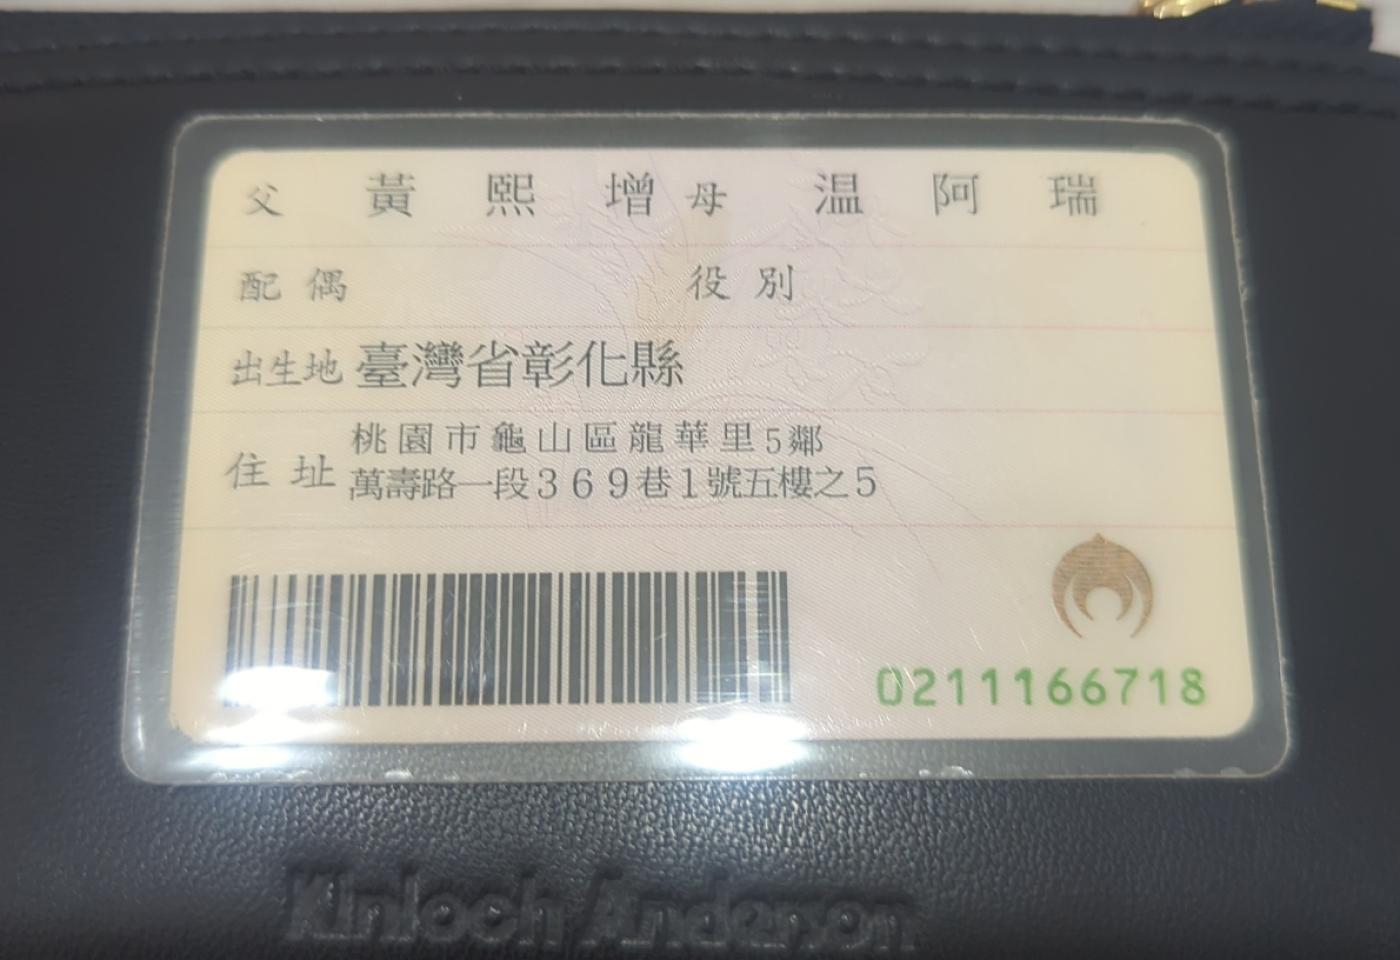 父 黃熙增 母 温阿瑞
配偶 役別
出生地 臺灣省彰化縣
住址 桃園市龜山區龍華里5鄰
萬壽路一段369巷1號五樓之5
0211166718
Kinloch Anderson